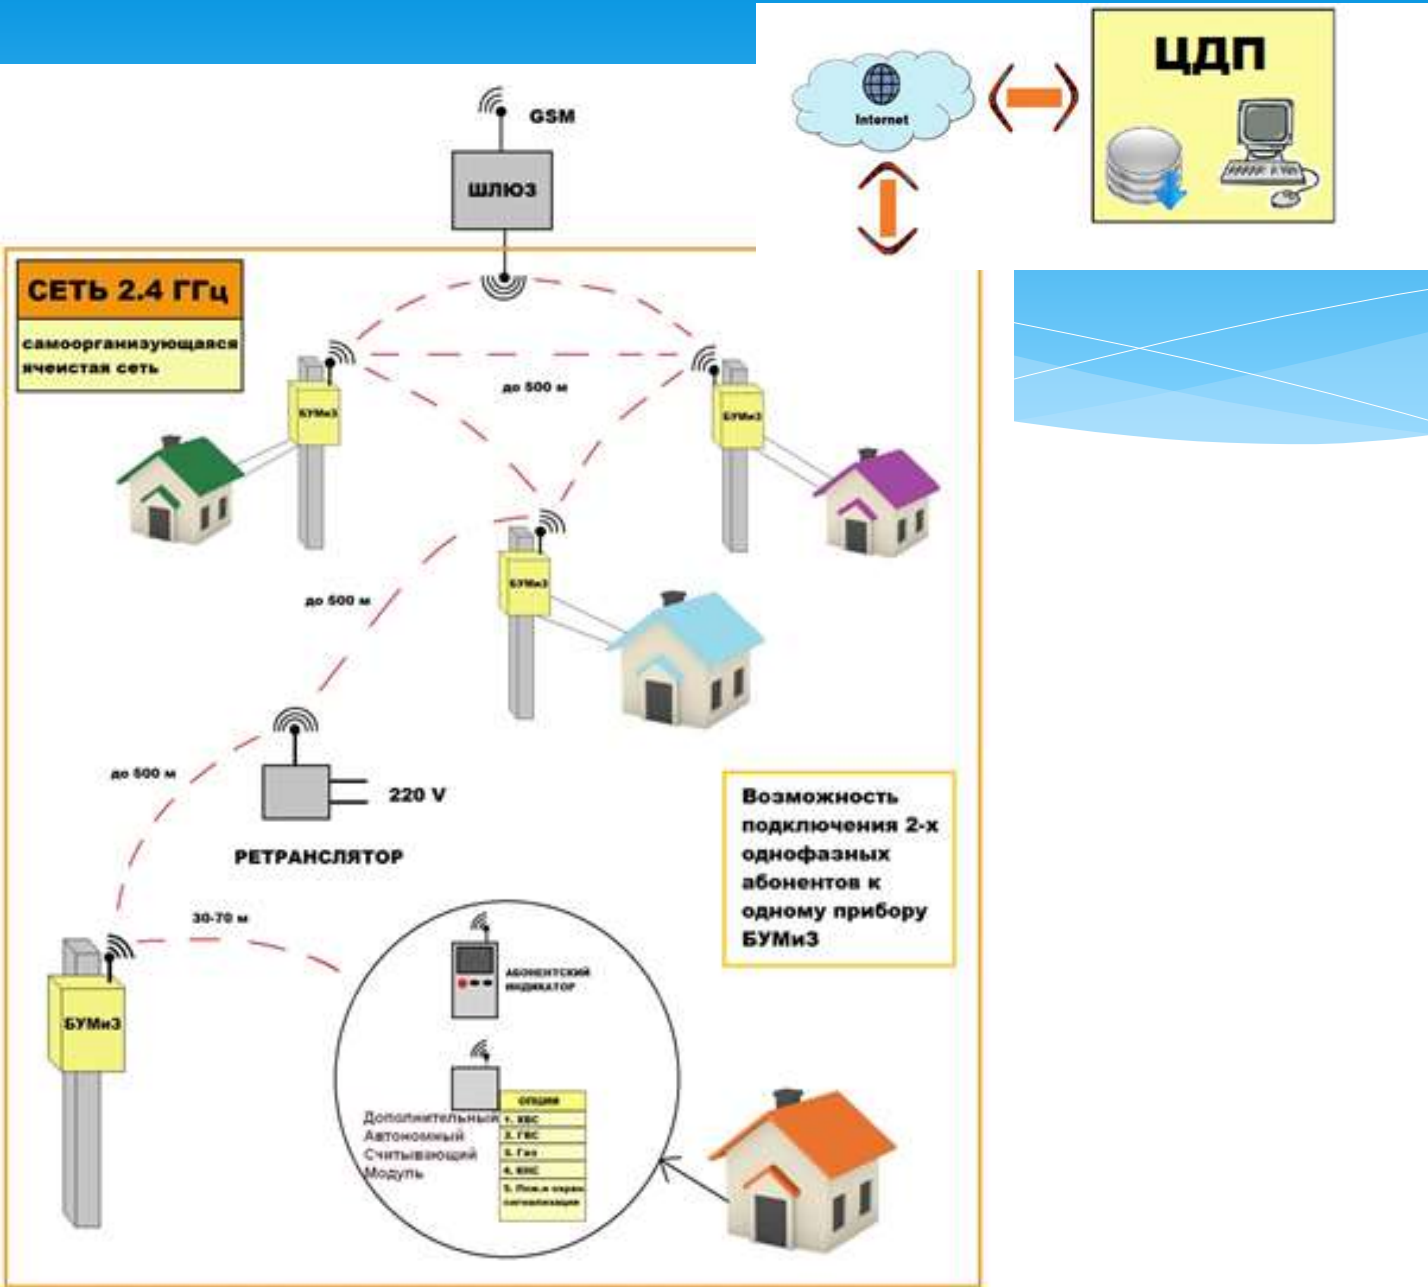 GSM
ШЛЮЗ
Internet
ЦДП
СЕТЬ 2.4 ГГц
самоорганизующаяся
ячеистая сеть
БУМиЗ
до 500 м
БУМиЗ
БУМиЗ
до 500 м
до 500 м
220 V
РЕТРАНСЛЯТОР
Возможность
подключения 2-х
однофазных
абонентов к
одному прибору
БУМиЗ
30-70 м
БУМиЗ
АБОНЕНТСКИЙ
ИНДИКАТОР
Дополнительный
Автономный
Считывающий
Модуль
ОПЦИИ
1. ХВС
2. ГВС
3. Газ
4.
5. Пож.и охран
сигнализация